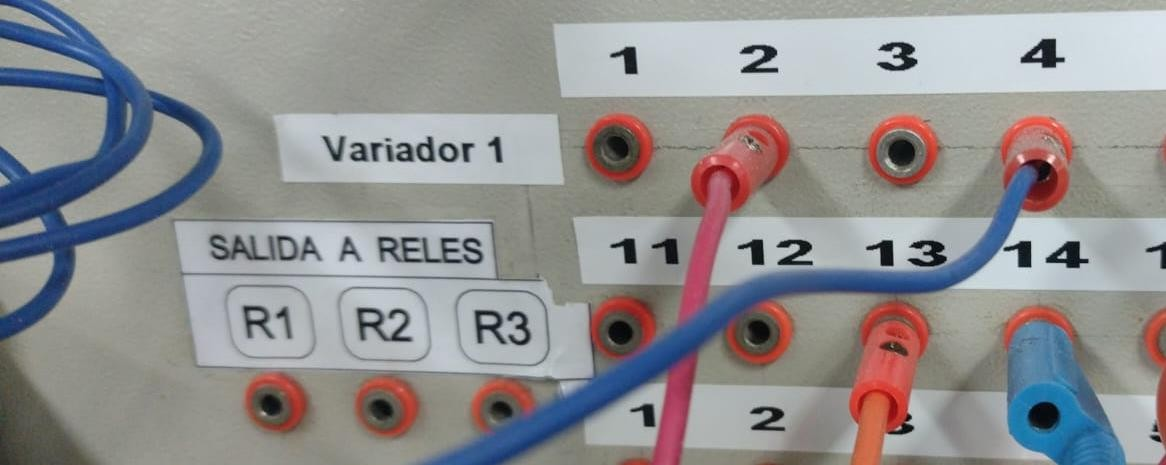 1 2 3 4
Variador 1
11 12 13 14
SALIDA A RELES
R1 R2 R3
1 2